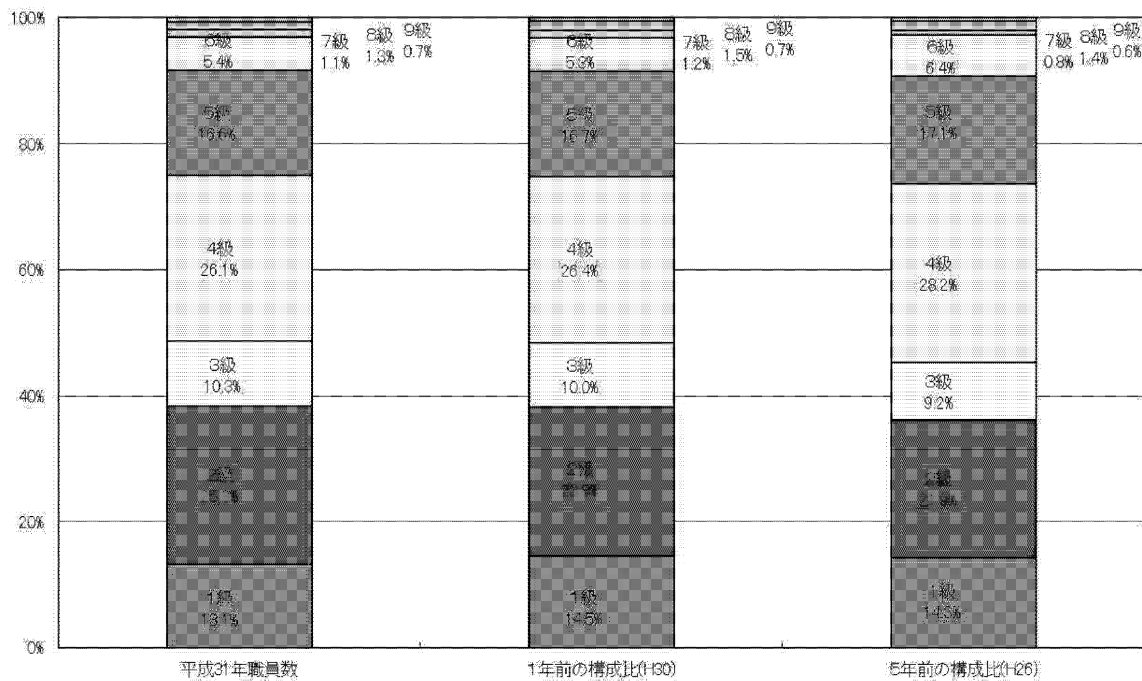 100%
80%
60%
40%
20%
0%
6級
5.4%
7級
1.1%
8級
1.3%
9級
0.7%
5級
16.6%
4級
26.1%
3級
10.3%
2級
1級
13.1%
平成31年職員数
6級
5.3%
7級
1.2%
8級
1.5%
9級
0.7%
5級
16.7%
4級
26.4%
3級
10.0%
2級
1級
14.5%
1年前の構成比(H30)
6級
6.4%
7級
0.8%
8級
1.4%
9級
0.6%
5級
17.1%
4級
28.2%
3級
9.2%
2級
1級
14.3%
5年前の構成比(H26)